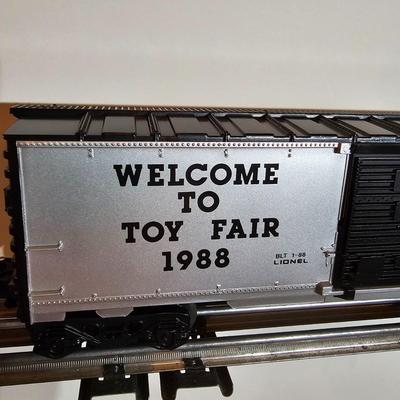 WELCOME
TO
TOY FAIR
1988
BLT 1-88
LIONEL